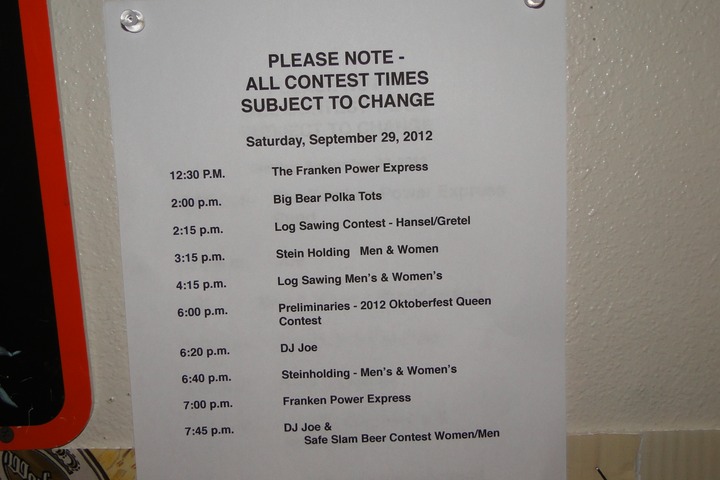 PLEASE NOTE -
ALL CONTEST TIMES
SUBJECT TO CHANGE
Saturday, September 29, 2012
12:30 P.M. The Franken Power Express
2:00 p.m. Big Bear Polka Tots
2:15 p.m. Log Sawing Contest - Hansel/Gretel
3:15 p.m. Stein Holding Men & Women
4:15 p.m. Log Sawing Men's & Women's
6:00 p.m. Preliminaries - 2012 Oktoberfest Queen
Contest
6:20 p.m. DJ Joe
6:40 p.m. Steinholding - Men's & Women's
7:00 p.m. Franken Power Express
7:45 p.m. DJ Joe &
Safe Slam Beer Contest Women/Men